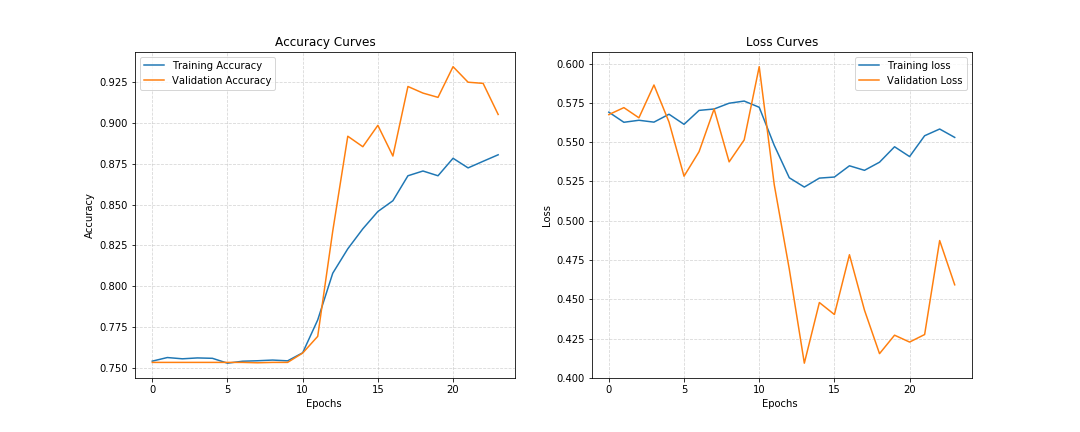 Accuracy Curves
Training Accuracy
Validation Accuracy
0.925
0.900
0.875
0.850
0.825
0.800
0.775
0.750
Accuracy
0 5 10 15 20
Epochs
Loss Curves
Training loss
Validation Loss
0.600
0.575
0.550
0.525
0.500
0.475
0.450
0.425
0.400
Loss
0 5 10 15 20
Epochs